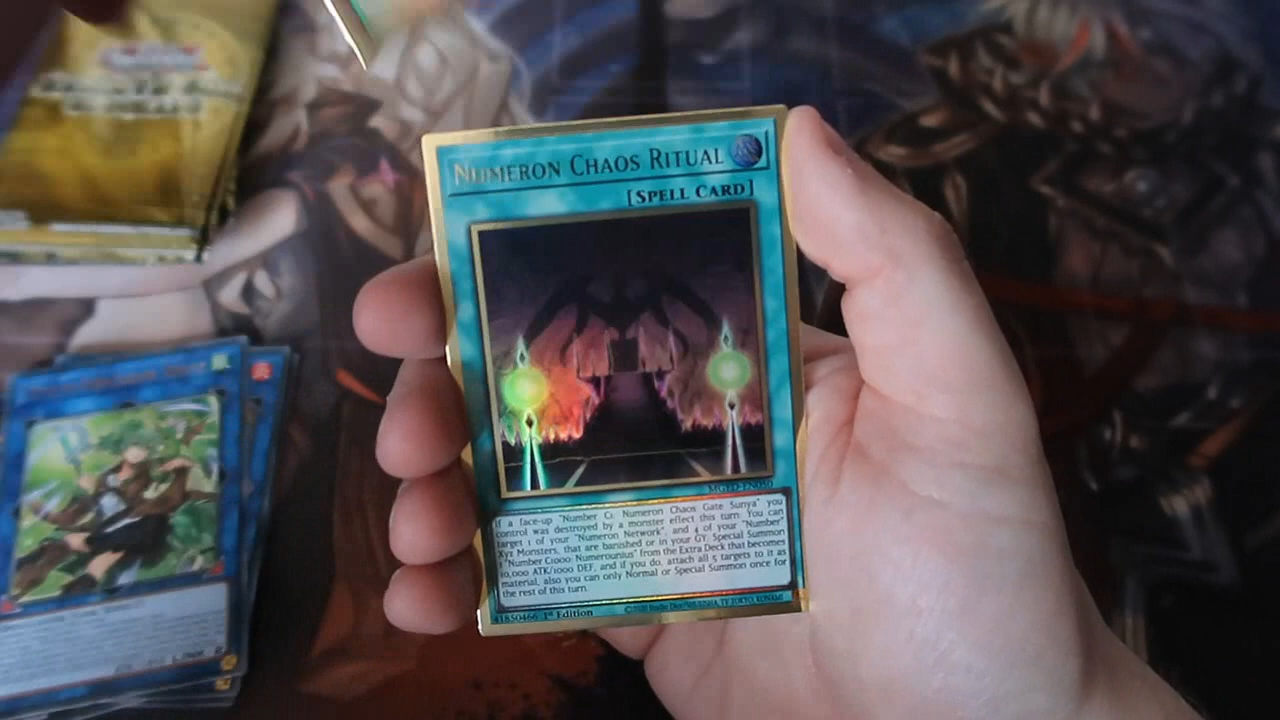 NUMERON CHAOS RITUAL
[SPELL CARD]
MGED-EN050
If a face-up "Number C1: Numeron Chaos Gate Sunya" you
control was destroyed by a monster effect this turn: You can
target 1 of your "Numeron Network", and 4 of your "Number"
Xyz Monsters, that are banished or in your GY; Special Summon
1 "Number C1000: Numerounius" from the Extra Deck that becomes
10,000 ATK/1000 DEF, and if you do, attach all 5 targets to it as
material, also you can only Normal or Special Summon once for
the rest of this turn.
41850466 1st Edition
©2020 Studio Dice/SHUEISHA, TV TOKYO, KONAMI